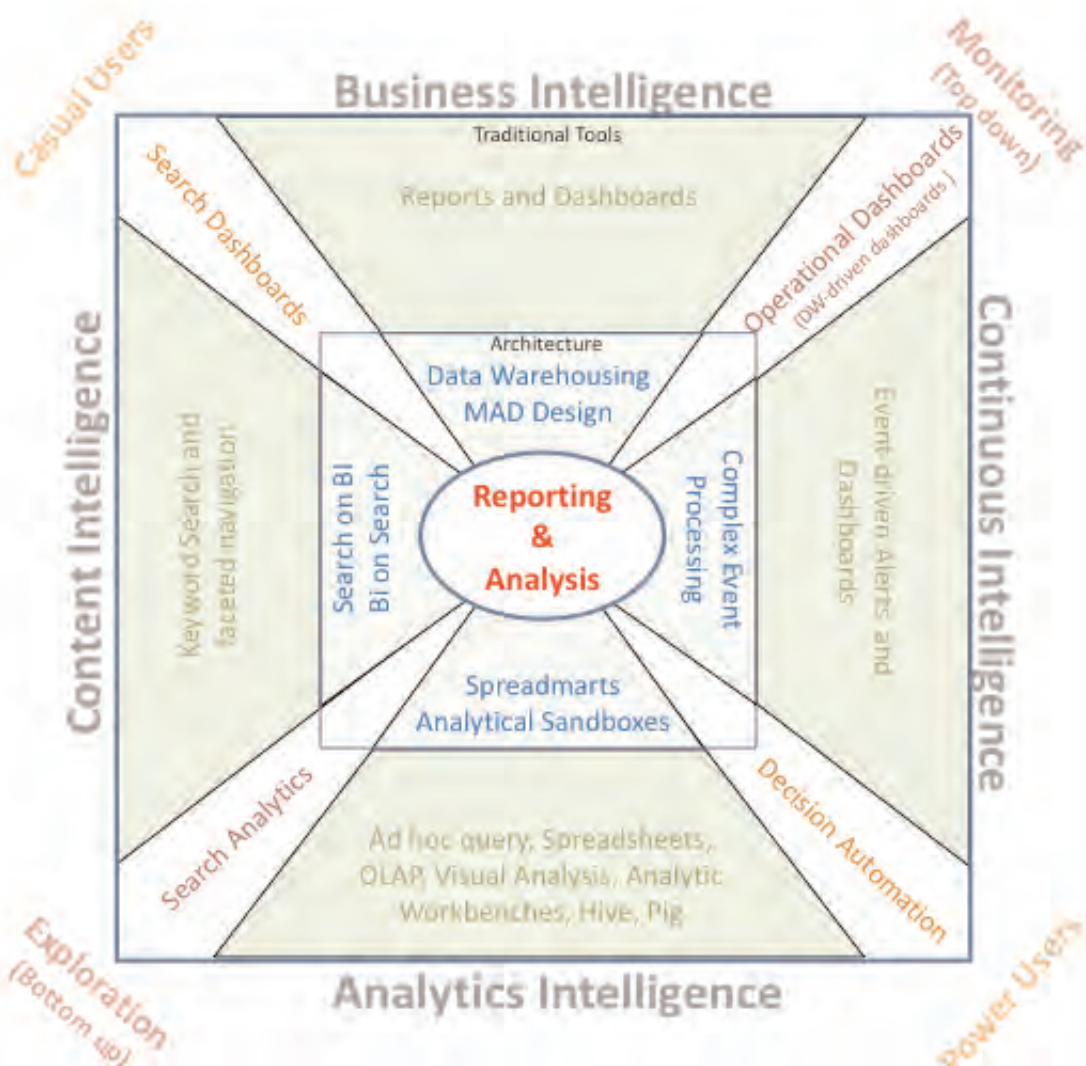 Casual Users
Monitoring
(Top down)
Business Intelligence
Traditional Tools
Reports and Dashboards
Search Dashboards
Operational Dashboards
(DW-driven dashboards )
Architecture
Data Warehousing
MAD Design
Content Intelligence
Keyword Search and
faceted navigation
Search on BI
Bi on Search
Reporting
&
Analysis
Complex Event
Processing
Event-driven Alerts and
Dashboards
Continuous Intelligence
Spreadmarts
Analytical Sandboxes
Search Analytics
Decision Automation
Ad hoc query, Spreadsheets,
OLAP, Visual Analysis, Analytic
Workbenches, Hive, Pig
Exploration
(Bottom up)
Analytics Intelligence
Power Users